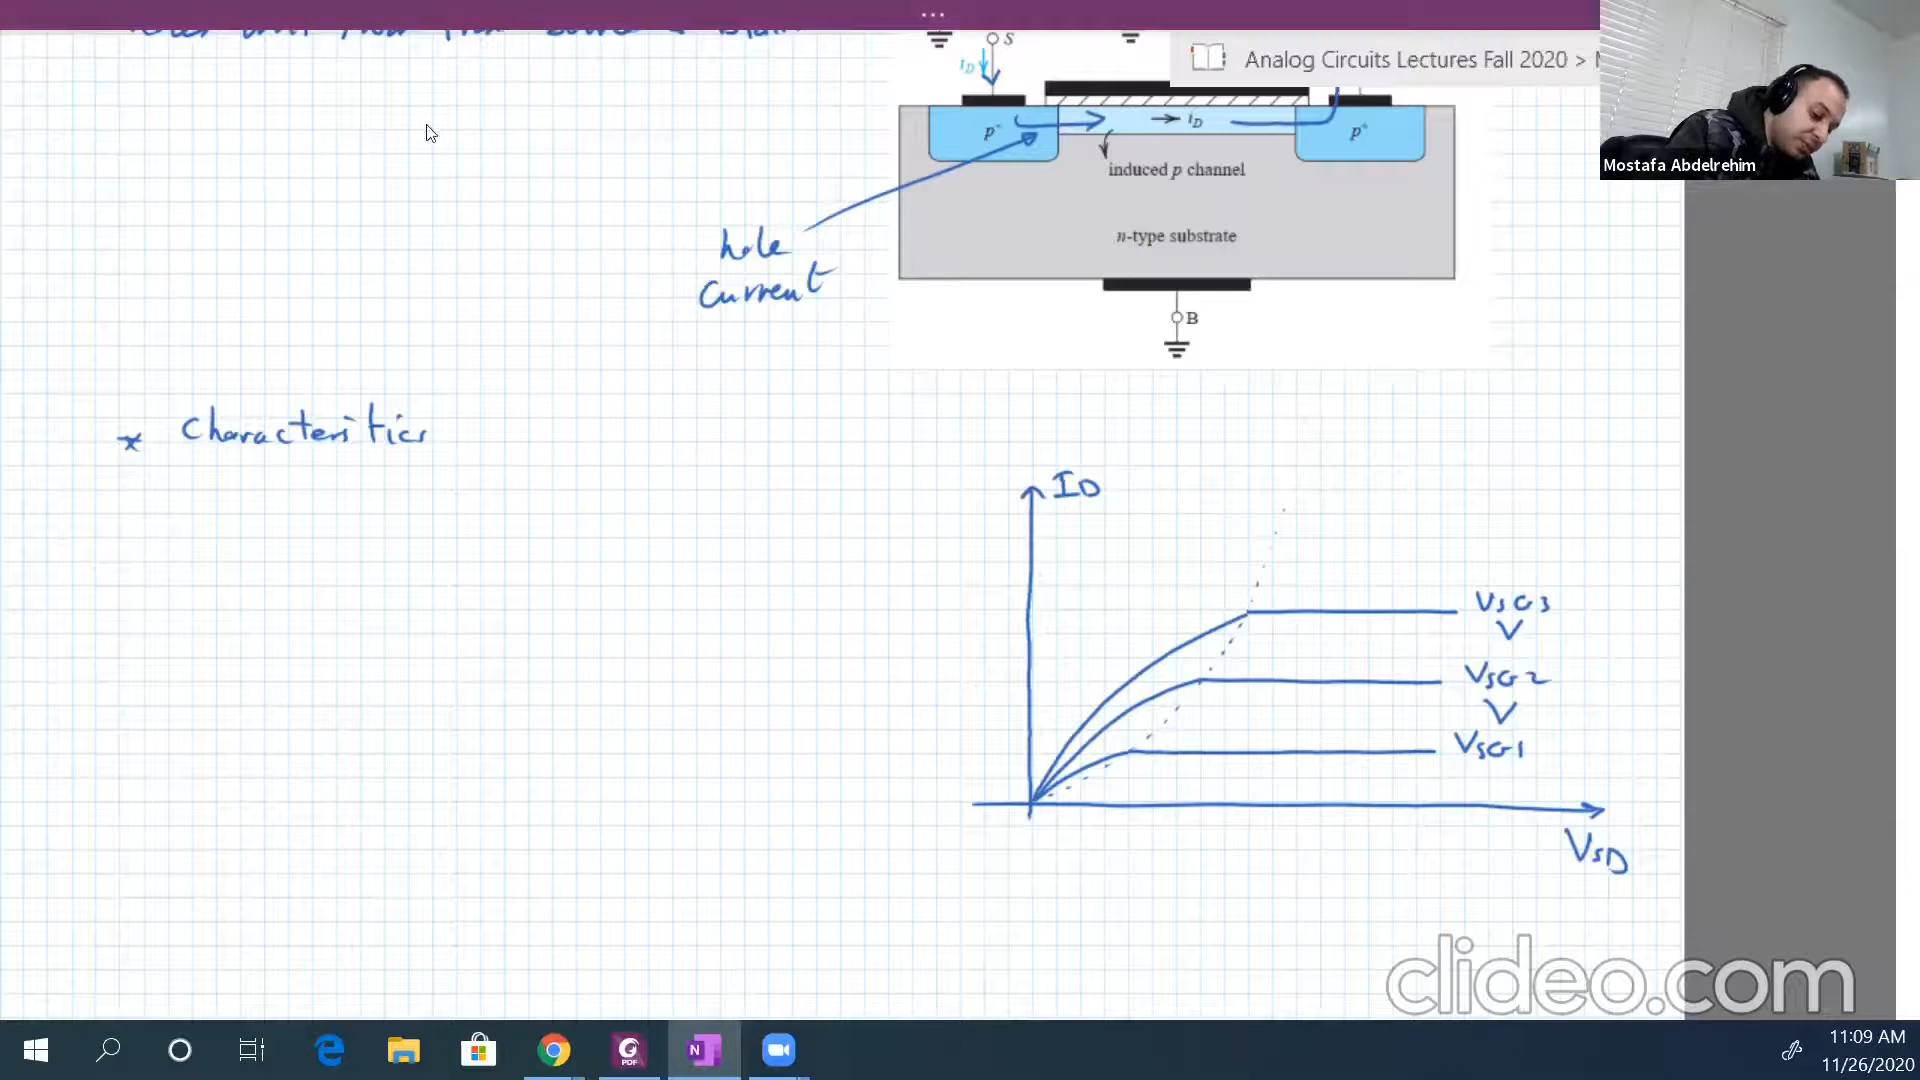 ...
S
Analog Circuits Lectures Fall 2020 >
iD
p+ → iD p+
induced p channel
n-type substrate
B
hole
current
* Characteristics
ID
VSG3
V
VSG2
V
VSG1
VSD
Mostafa Abdelrehim
clideo.com
PDF
N
11:09 AM
11/26/2020